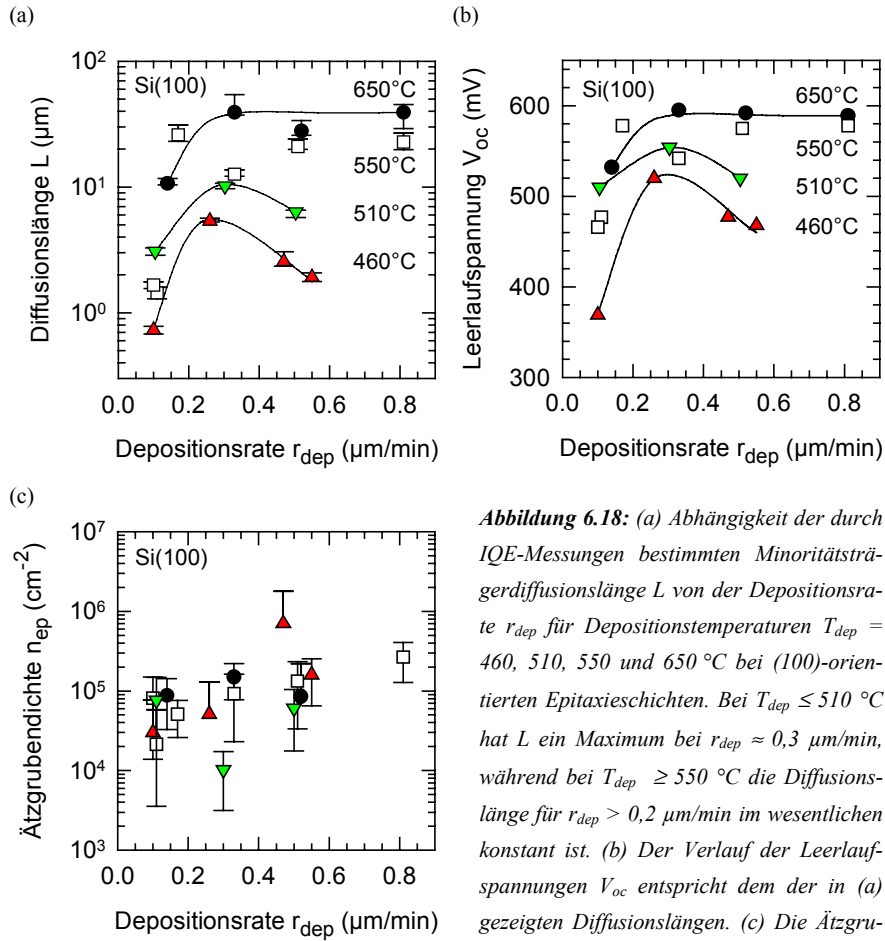 (a)
10²
Si(100)
650°C
550°C
10¹
510°C
460°C
10⁰
0.0 0.2 0.4 0.6 0.8
Diffusionslänge L (µm)
Depositionsrate r_dep (µm/min)
(b)
Si(100)
600
650°C
550°C
500
510°C
460°C
400
300
0.0 0.2 0.4 0.6 0.8
Leerlaufspannung V_oc (mV)
Depositionsrate r_dep (µm/min)
(c)
10⁷
Si(100)
10⁶
10⁵
10⁴
10³
0.0 0.2 0.4 0.6 0.8
Ätzgrubendichte n_ep (cm⁻²)
Depositionsrate r_dep (µm/min)
Abbildung 6.18: (a) Abhängigkeit der durch
IQE-Messungen bestimmten Minoritätsträ-
gerdiffusionslänge L von der Depositionsra-
te r_dep für Depositionstemperaturen T_dep =
460, 510, 550 und 650 °C bei (100)-orien-
tierten Epitaxieschichten. Bei T_dep ≤ 510 °C
hat L ein Maximum bei r_dep ≈ 0,3 µm/min,
während bei T_dep ≥ 550 °C die Diffusions-
länge für r_dep > 0,2 µm/min im wesentlichen
konstant ist. (b) Der Verlauf der Leerlauf-
spannungen V_oc entspricht dem der in (a)
gezeigten Diffusionslängen. (c) Die Ätzgru-